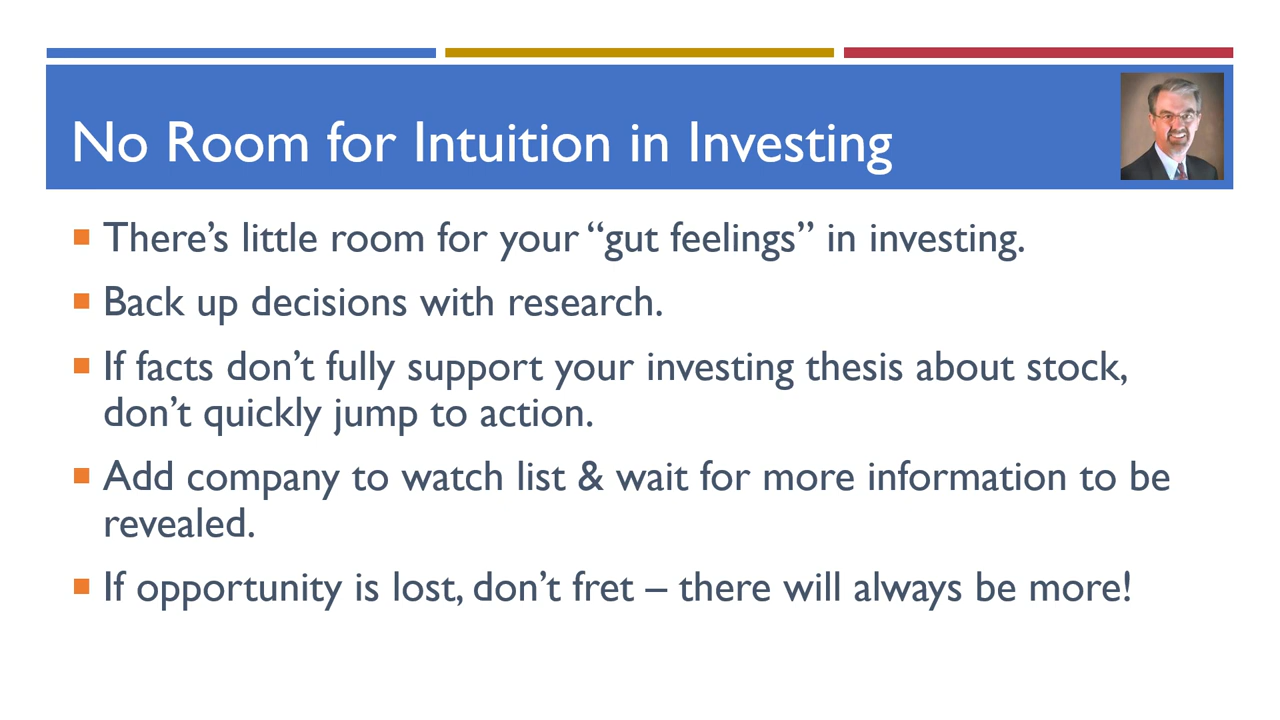 No Room for Intuition in Investing
There’s little room for your “gut feelings” in investing.
Back up decisions with research.
If facts don’t fully support your investing thesis about stock,
don’t quickly jump to action.
Add company to watch list & wait for more information to be
revealed.
If opportunity is lost, don’t fret – there will always be more!